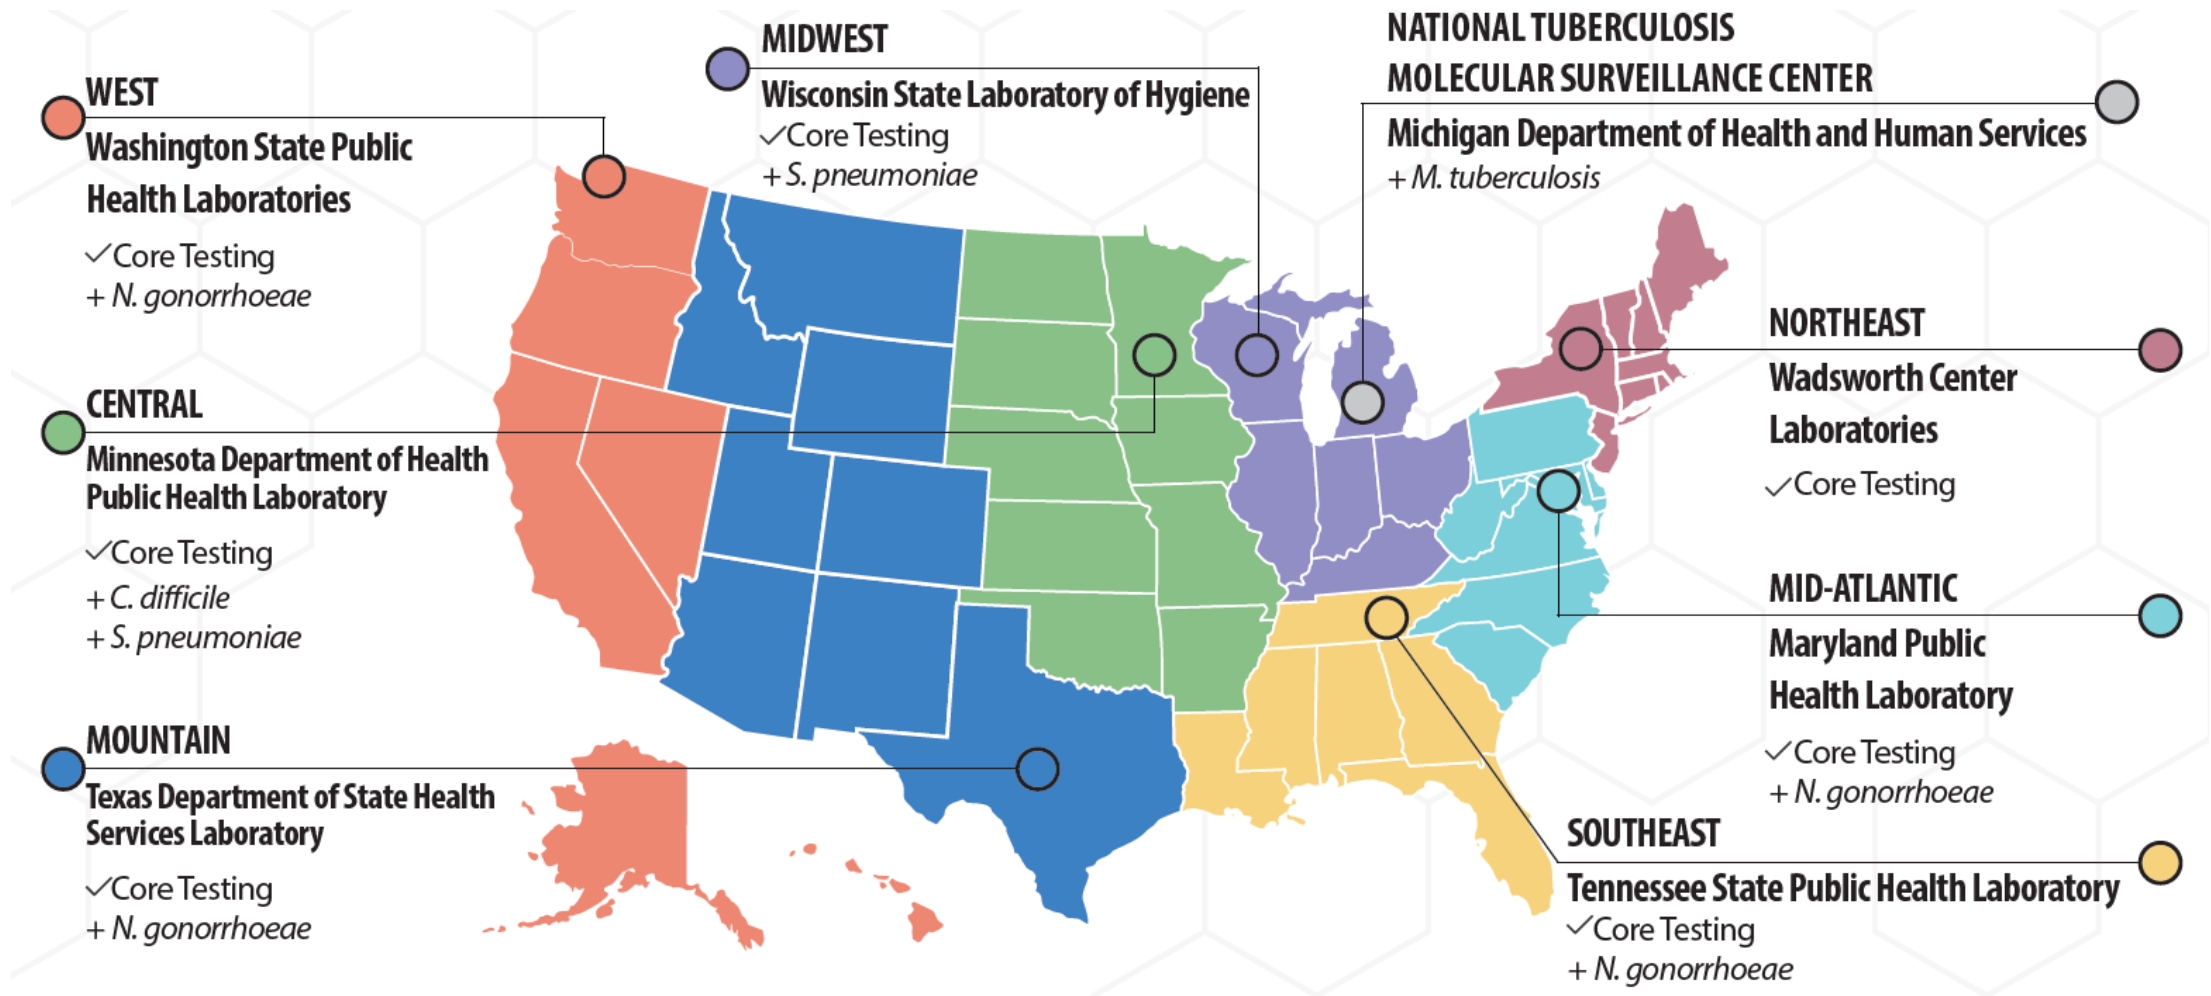 WEST
Washington State Public
Health Laboratories
✓Core Testing
+ N. gonorrhoeae
MIDWEST
Wisconsin State Laboratory of Hygiene
✓Core Testing
+ S. pneumoniae
NATIONAL TUBERCULOSIS
MOLECULAR SURVEILLANCE CENTER
Michigan Department of Health and Human Services
+ M. tuberculosis
CENTRAL
Minnesota Department of Health
Public Health Laboratory
✓Core Testing
+ C. difficile
+ S. pneumoniae
NORTHEAST
Wadsworth Center
Laboratories
✓Core Testing
MID-ATLANTIC
Maryland Public
Health Laboratory
✓Core Testing
+ N. gonorrhoeae
MOUNTAIN
Texas Department of State Health
Services Laboratory
✓Core Testing
+ N. gonorrhoeae
SOUTHEAST
Tennessee State Public Health Laboratory
✓Core Testing
+ N. gonorrhoeae